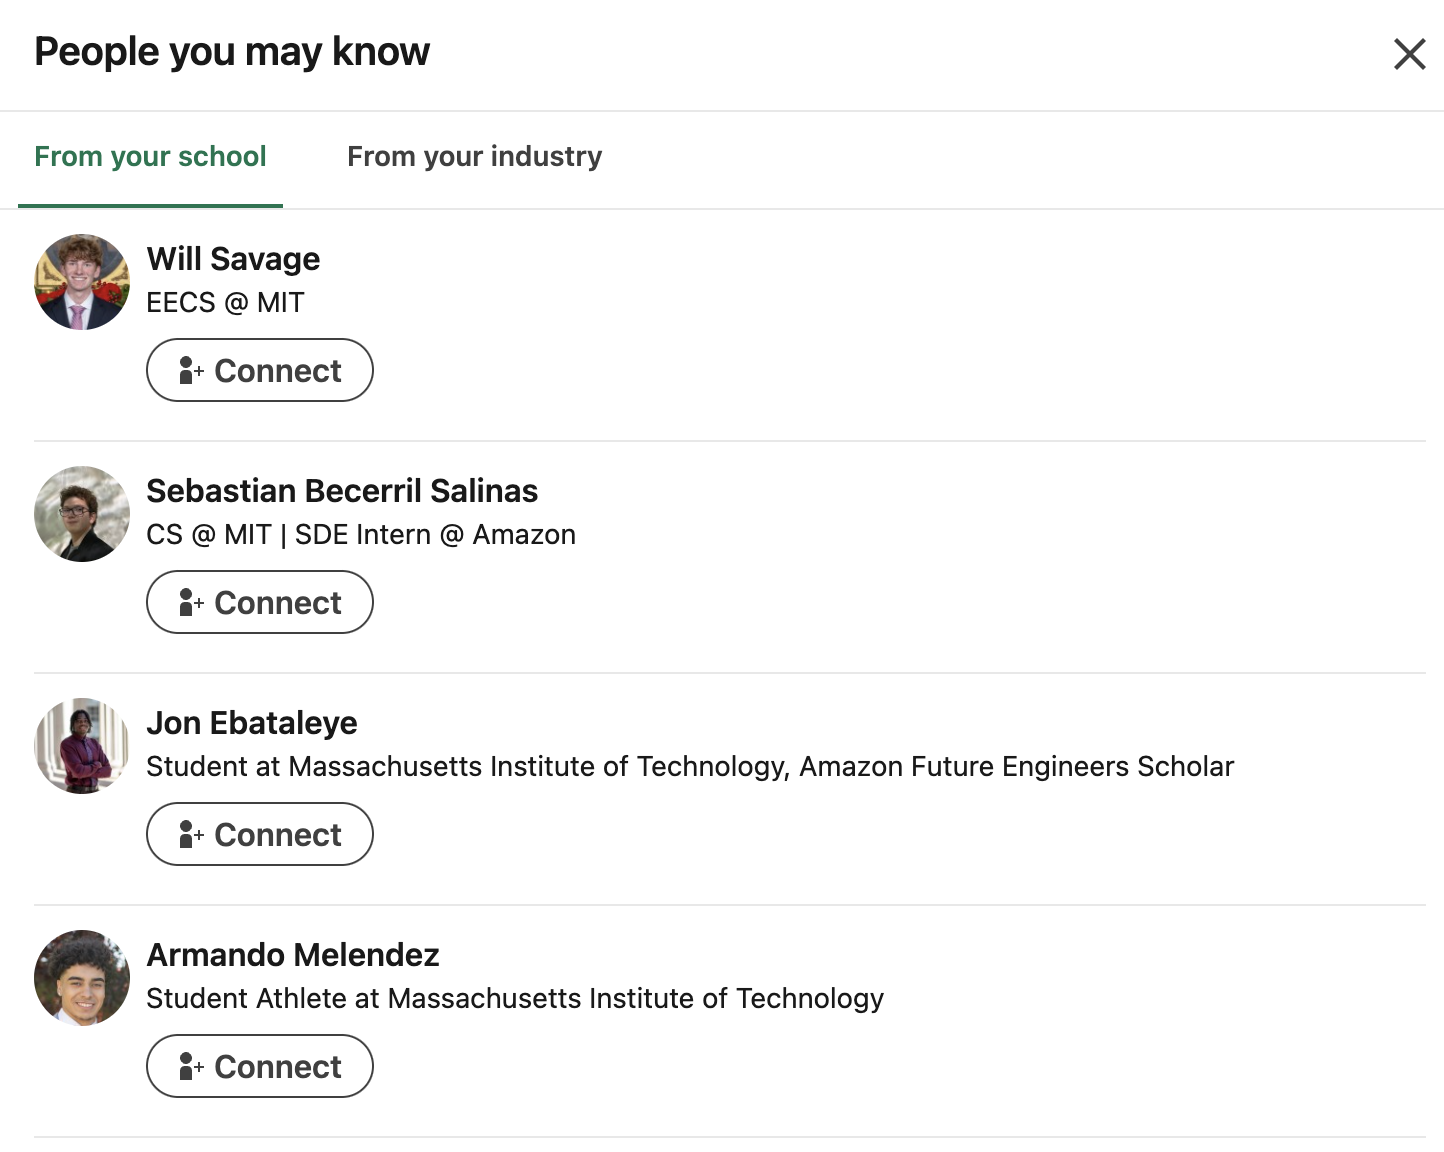 People you may know
From your school
From your industry
Will Savage
EECS @ MIT
Connect
Sebastian Becerril Salinas
CS @ MIT | SDE Intern @ Amazon
Connect
Jon Ebataleye
Student at Massachusetts Institute of Technology, Amazon Future Engineers Scholar
Connect
Armando Melendez
Student Athlete at Massachusetts Institute of Technology
Connect